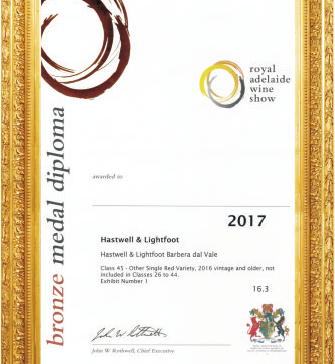 bronze medal diploma
royal
adelaide
wine
show
awarded to
2017
Hastwell & Lightfoot
Hastwell & Lightfoot Barbera dal Vale
Class 45 - Other Single Red Variety, 2016 vintage and older, not
included in Classes 26 to 44.
Exhibit Number 1
16.3
John W Rothwell, Chief Executive